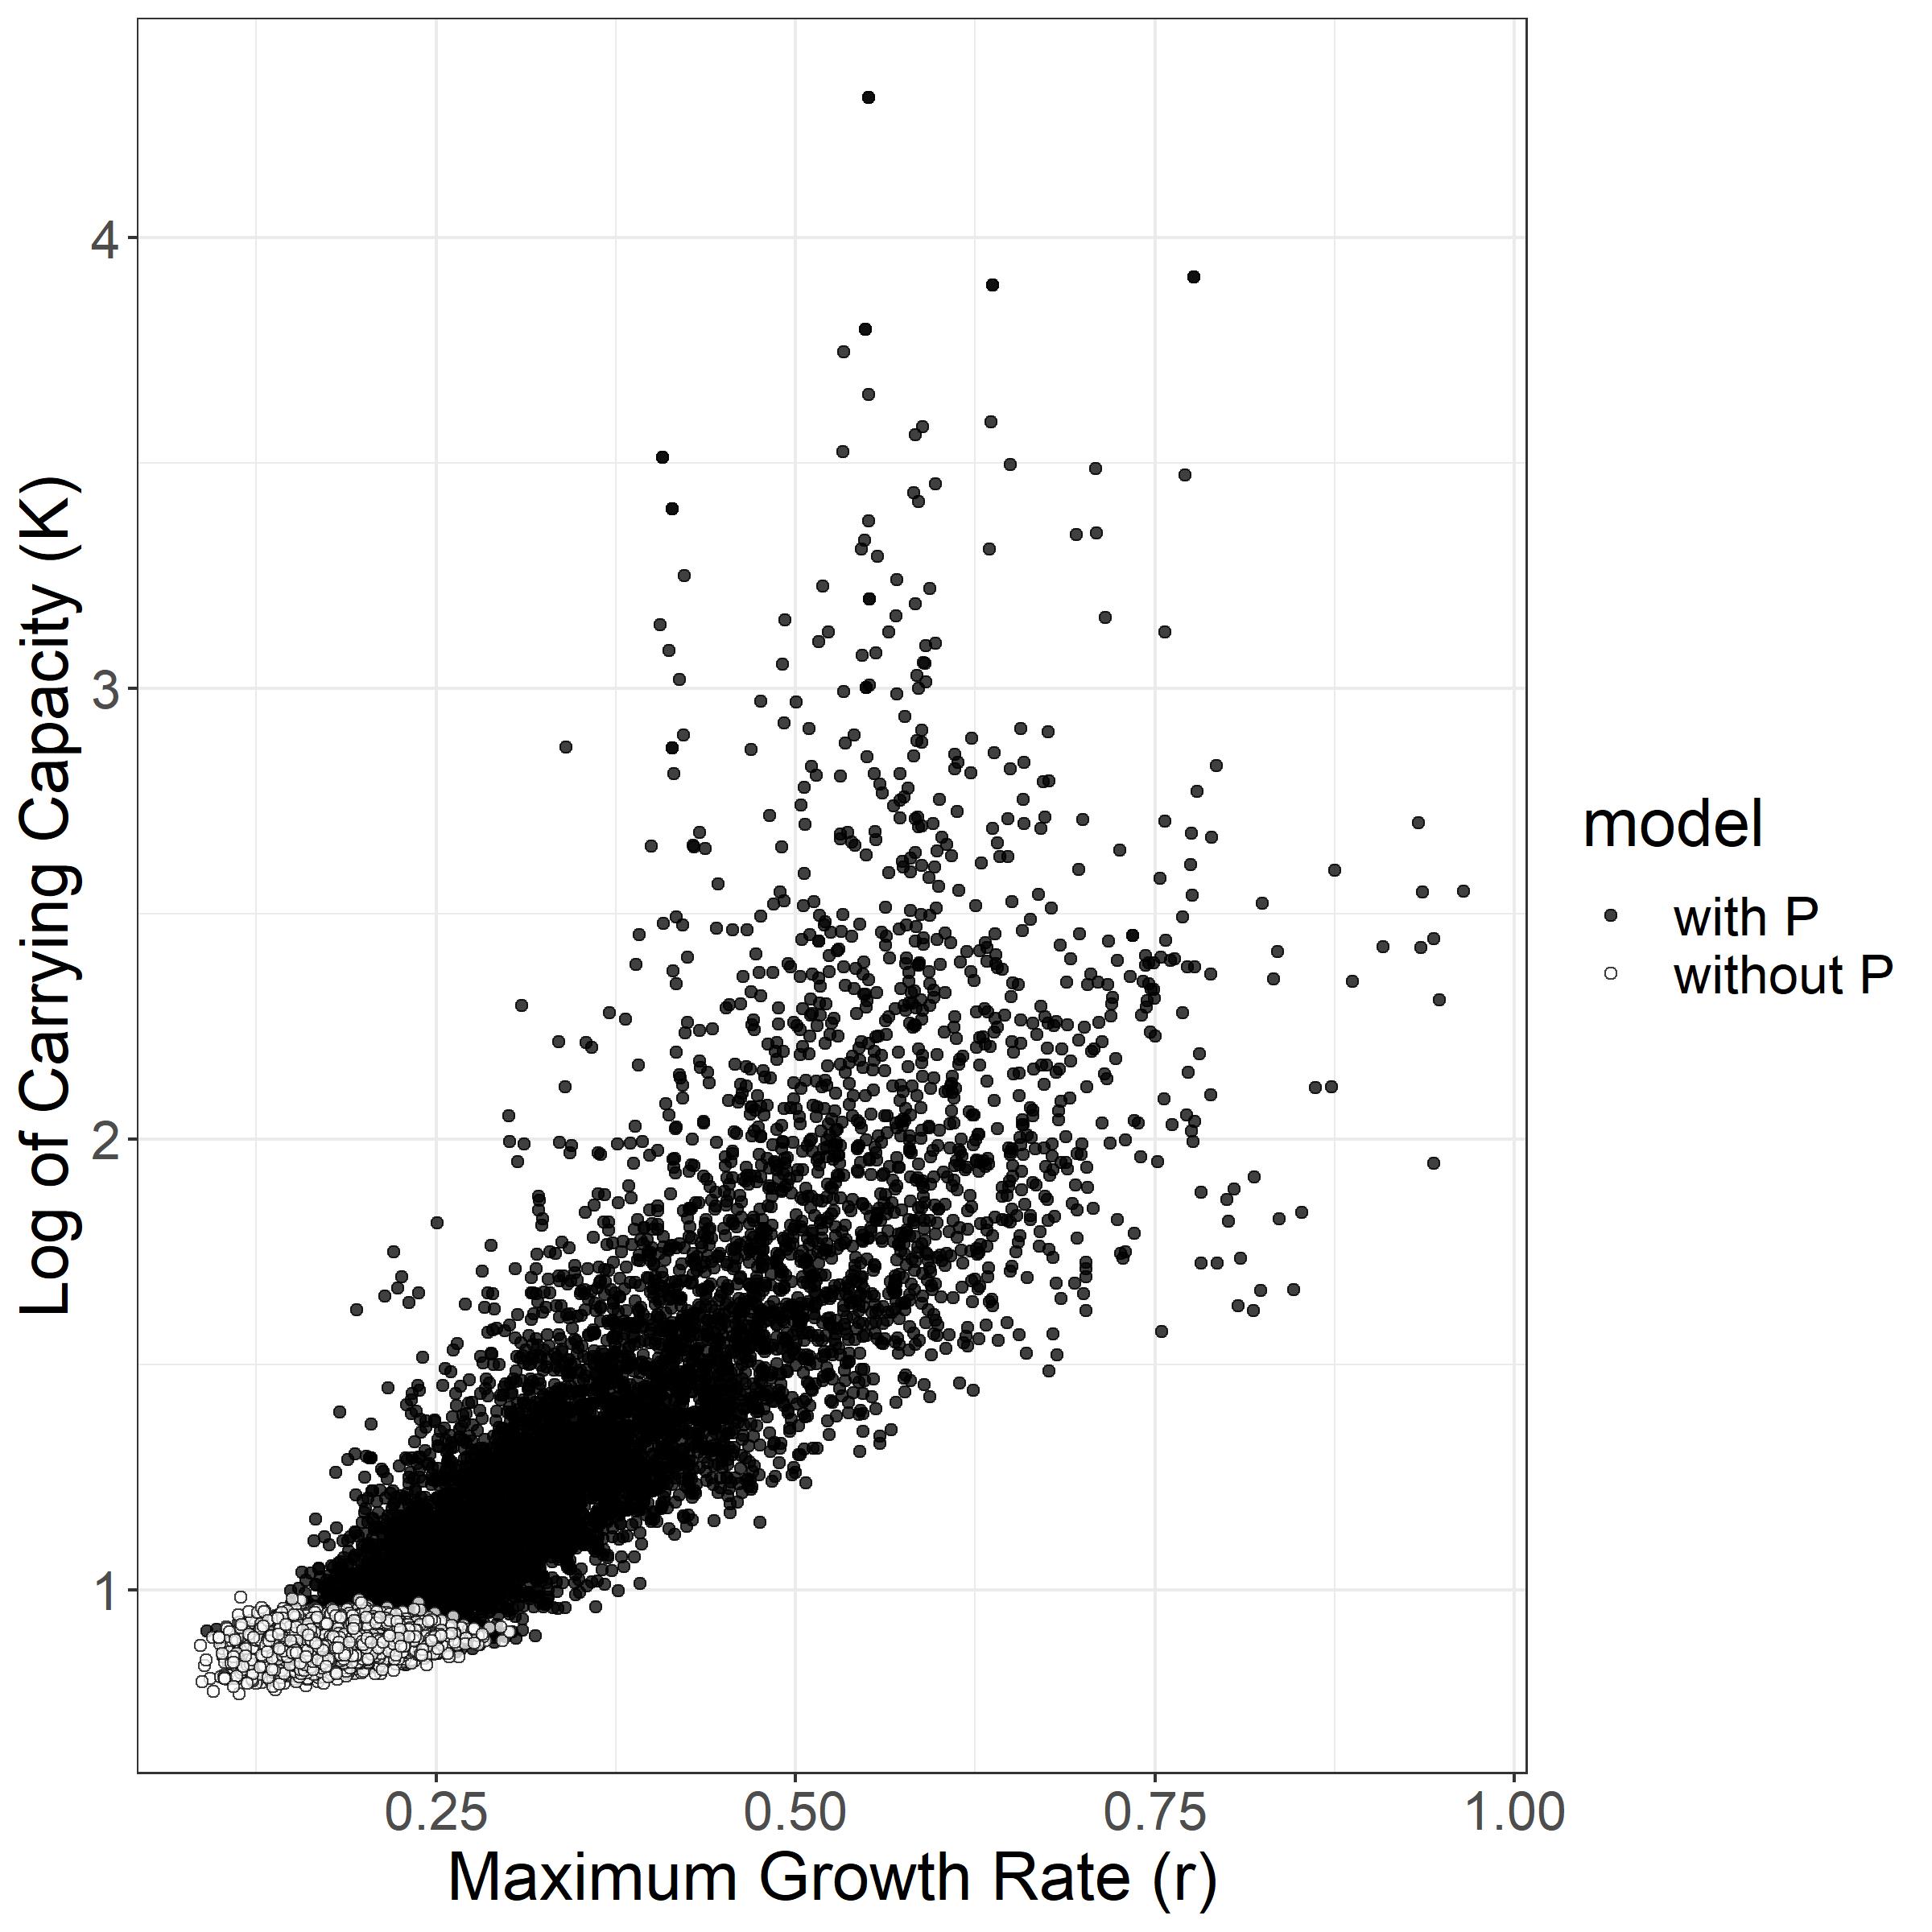 4
3
2
1
Log of Carrying Capacity (K)
0.25 0.50 0.75 1.00
Maximum Growth Rate (r)
model
with P
without P